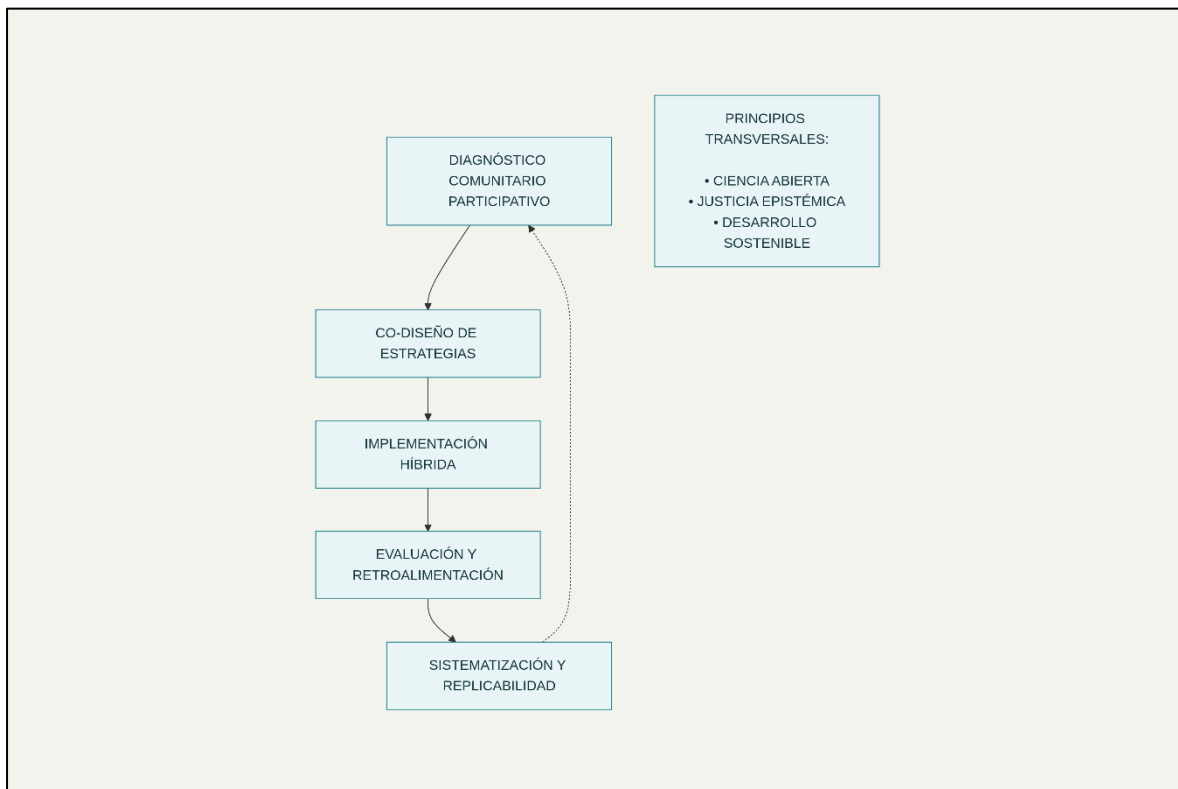 PRINCIPIOS
TRANSVERSALES:
• CIENCIA ABIERTA
• JUSTICIA EPISTÉMICA
• DESARROLLO
SOSTENIBLE
DIAGNÓSTICO
COMUNITARIO
PARTICIPATIVO
CO-DISEÑO DE
ESTRATEGIAS
IMPLEMENTACIÓN
HÍBRIDA
EVALUACIÓN Y
RETROALIMENTACIÓN
SISTEMATIZACIÓN Y
REPLICABILIDAD